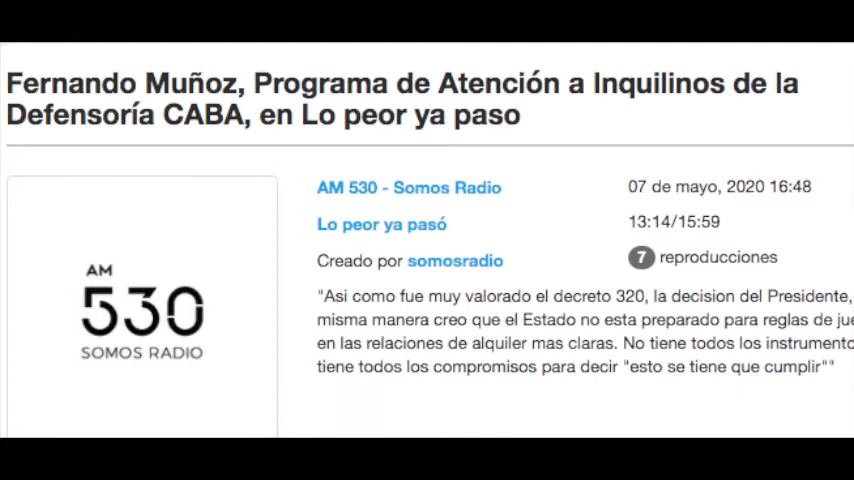 Fernando Muñoz, Programa de Atención a Inquilinos de la
Defensoría CABA, en Lo peor ya paso
AM
530
SOMOS RADIO
AM 530 - Somos Radio
07 de mayo, 2020 16:48
Lo peor ya pasó
13:14/15:59
Creado por somosradio
7 reproducciones
"Asi como fue muy valorado el decreto 320, la decision del Presidente,
misma manera creo que el Estado no esta preparado para reglas de
en las relaciones de alquiler mas claras. No tiene todos los
tiene todos los compromisos para decir "esto se tiene que cumplir""